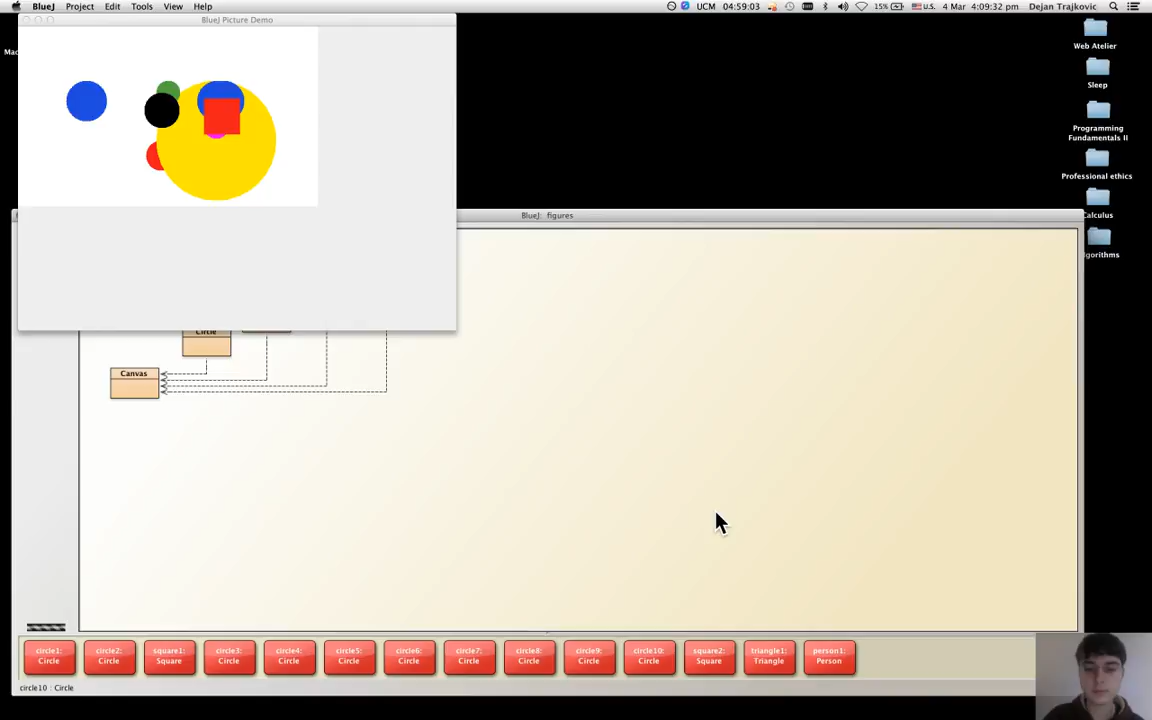 BlueJ Project Edit Tools View Help UCM 04:59:03 15% U.S. 4 Mar 4:09:32 pm Dejan Trajkovic
BlueJ Picture Demo
Web Atelier
Mac
Sleep
Programming
Fundamentals II
Professional ethics
BlueJ: figures
Calculus
gorithms
Circle
Canvas
circle1: circle2: square1: circle3: circle4: circle5: circle6: circle7: circle8: circle9: circle10: square2: triangle1: person1:
Circle Circle Square Circle Circle Circle Circle Circle Circle Circle Circle Square Triangle Person
circle10 : Circle